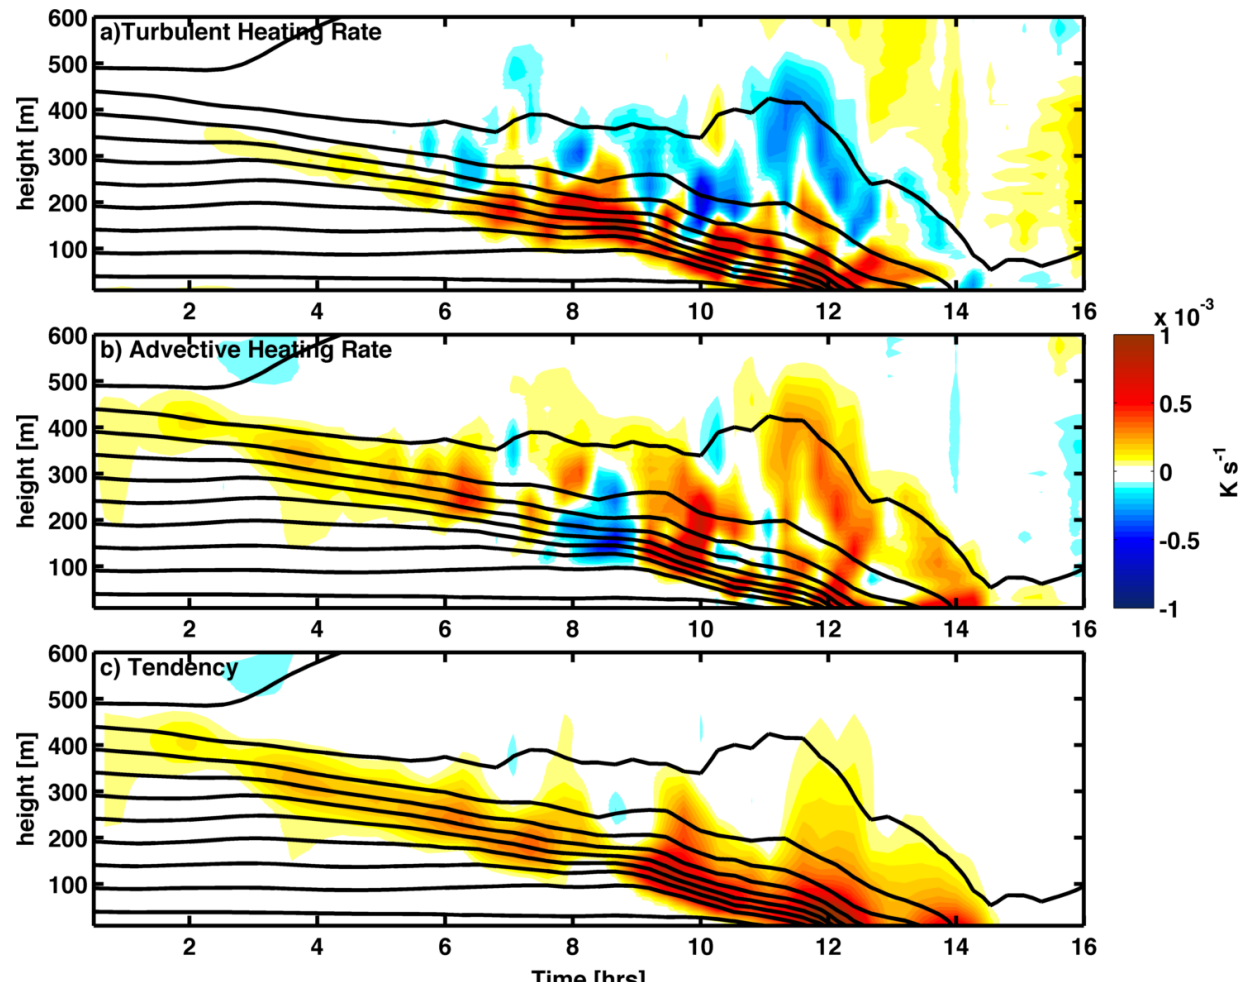 600
a)Turbulent Heating Rate
500
400
300
200
100
height [m]
2 4 6 8 10 12 14 16
600
b) Advective Heating Rate
500
400
300
200
100
height [m]
2 4 6 8 10 12 14 16
x 10-3
1
0.5
0
-0.5
-1
K s-1
600
c) Tendency
500
400
300
200
100
height [m]
2 4 6 8 10 12 14 16
Time [hrs]